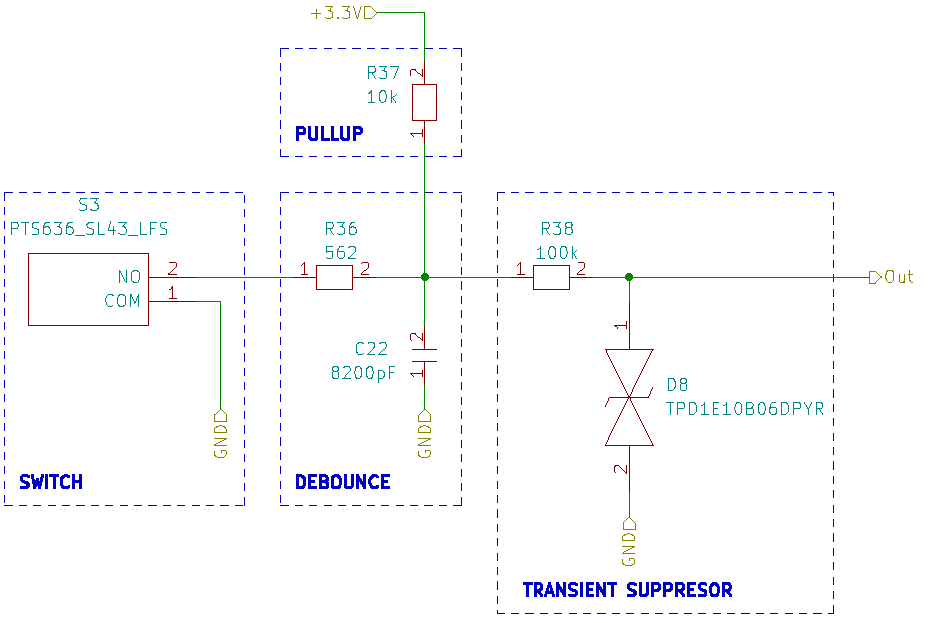 +3.3V
R37
10k
2
1
PULLUP
S3
PTS636_SL43_LFS
NO 2
COM 1
GND
SWITCH
R36
562
1 2
C22
8200pF
2
1
GND
DEBOUNCE
R38
100k
1 2
Out
1
D8
TPD1E10B06DPYR
2
GND
TRANSIENT SUPPRESOR